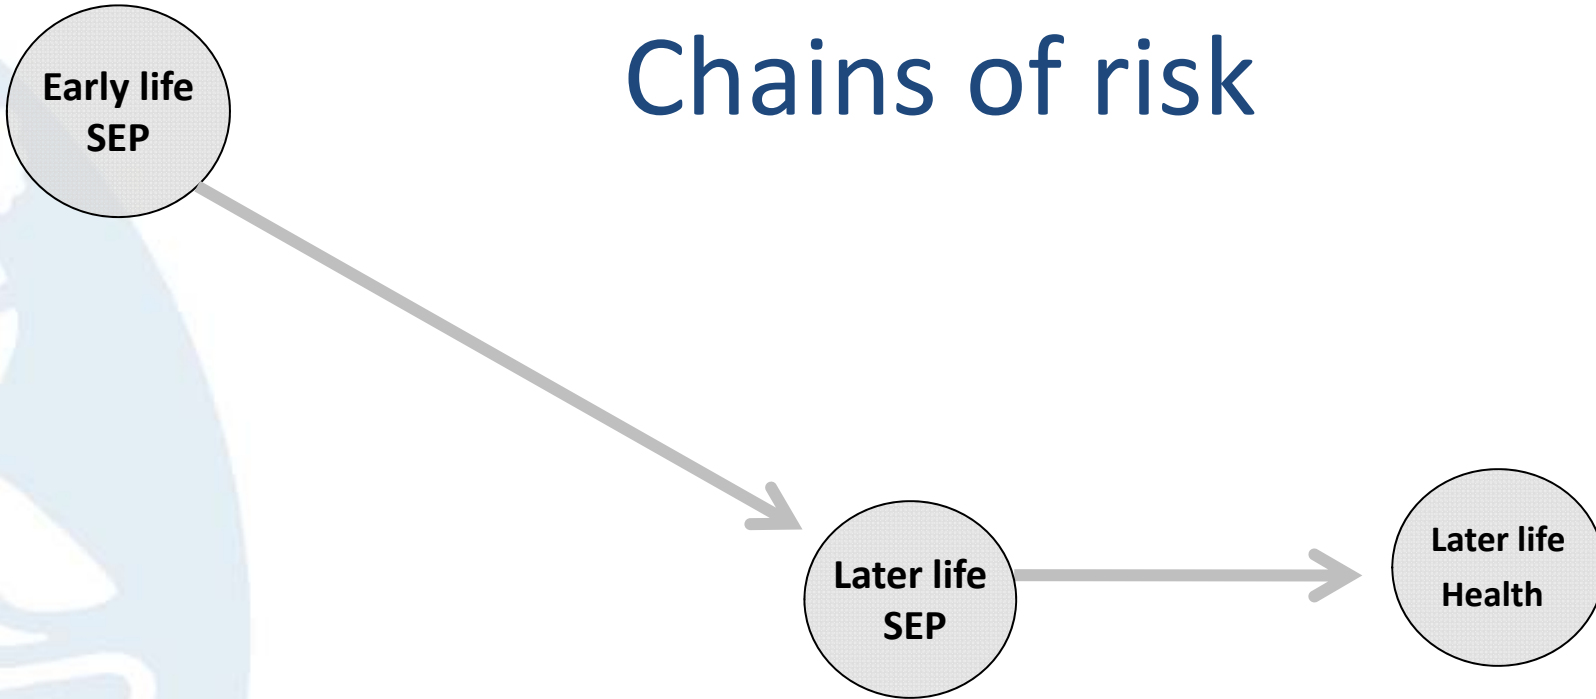 Chains of risk
Early life
SEP
Later life
SEP
Later life
Health